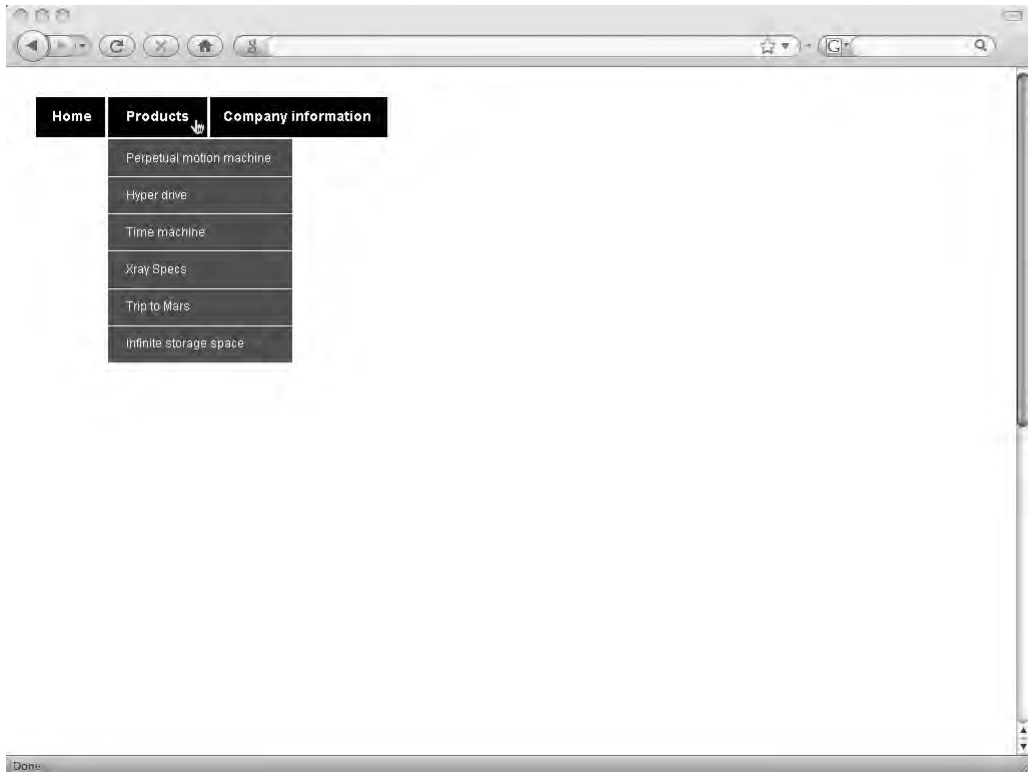 Home Products Company information
Perpetual motion machine
Hyper drive
Time machine
Xray Specs
Trip to Mars
Infinite storage space
Done